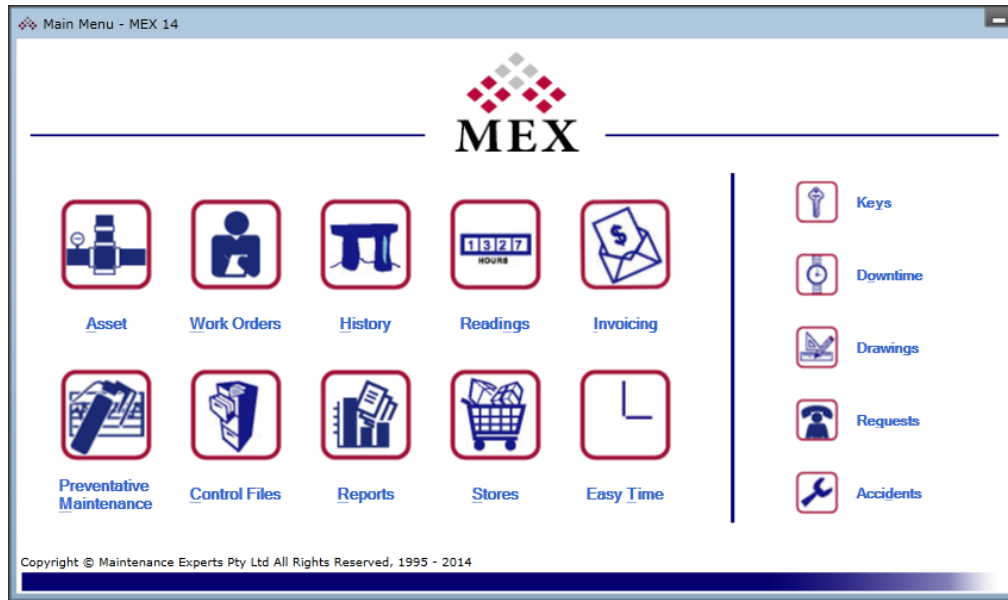 Main Menu - MEX 14
MEX
1327
HOURS
$
Asset
Work Orders
History
Readings
Invoicing
Preventative
Maintenance
Control Files
Reports
Stores
Easy Time
Keys
Downtime
Drawings
Requests
Accidents
Copyright © Maintenance Experts Pty Ltd All Rights Reserved, 1995 - 2014